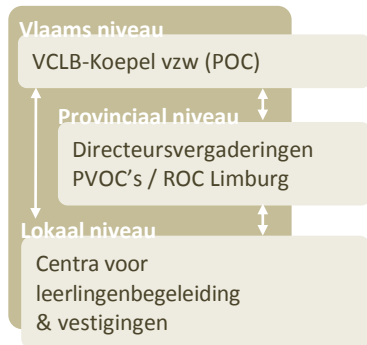 Vlaams niveau
VCLB-Koepel vzw (POC)
Provinciaal niveau
Directeursvergaderingen
PVOC's / ROC Limburg
Lokaal niveau
Centra voor
leerlingenbegeleiding
& vestigingen